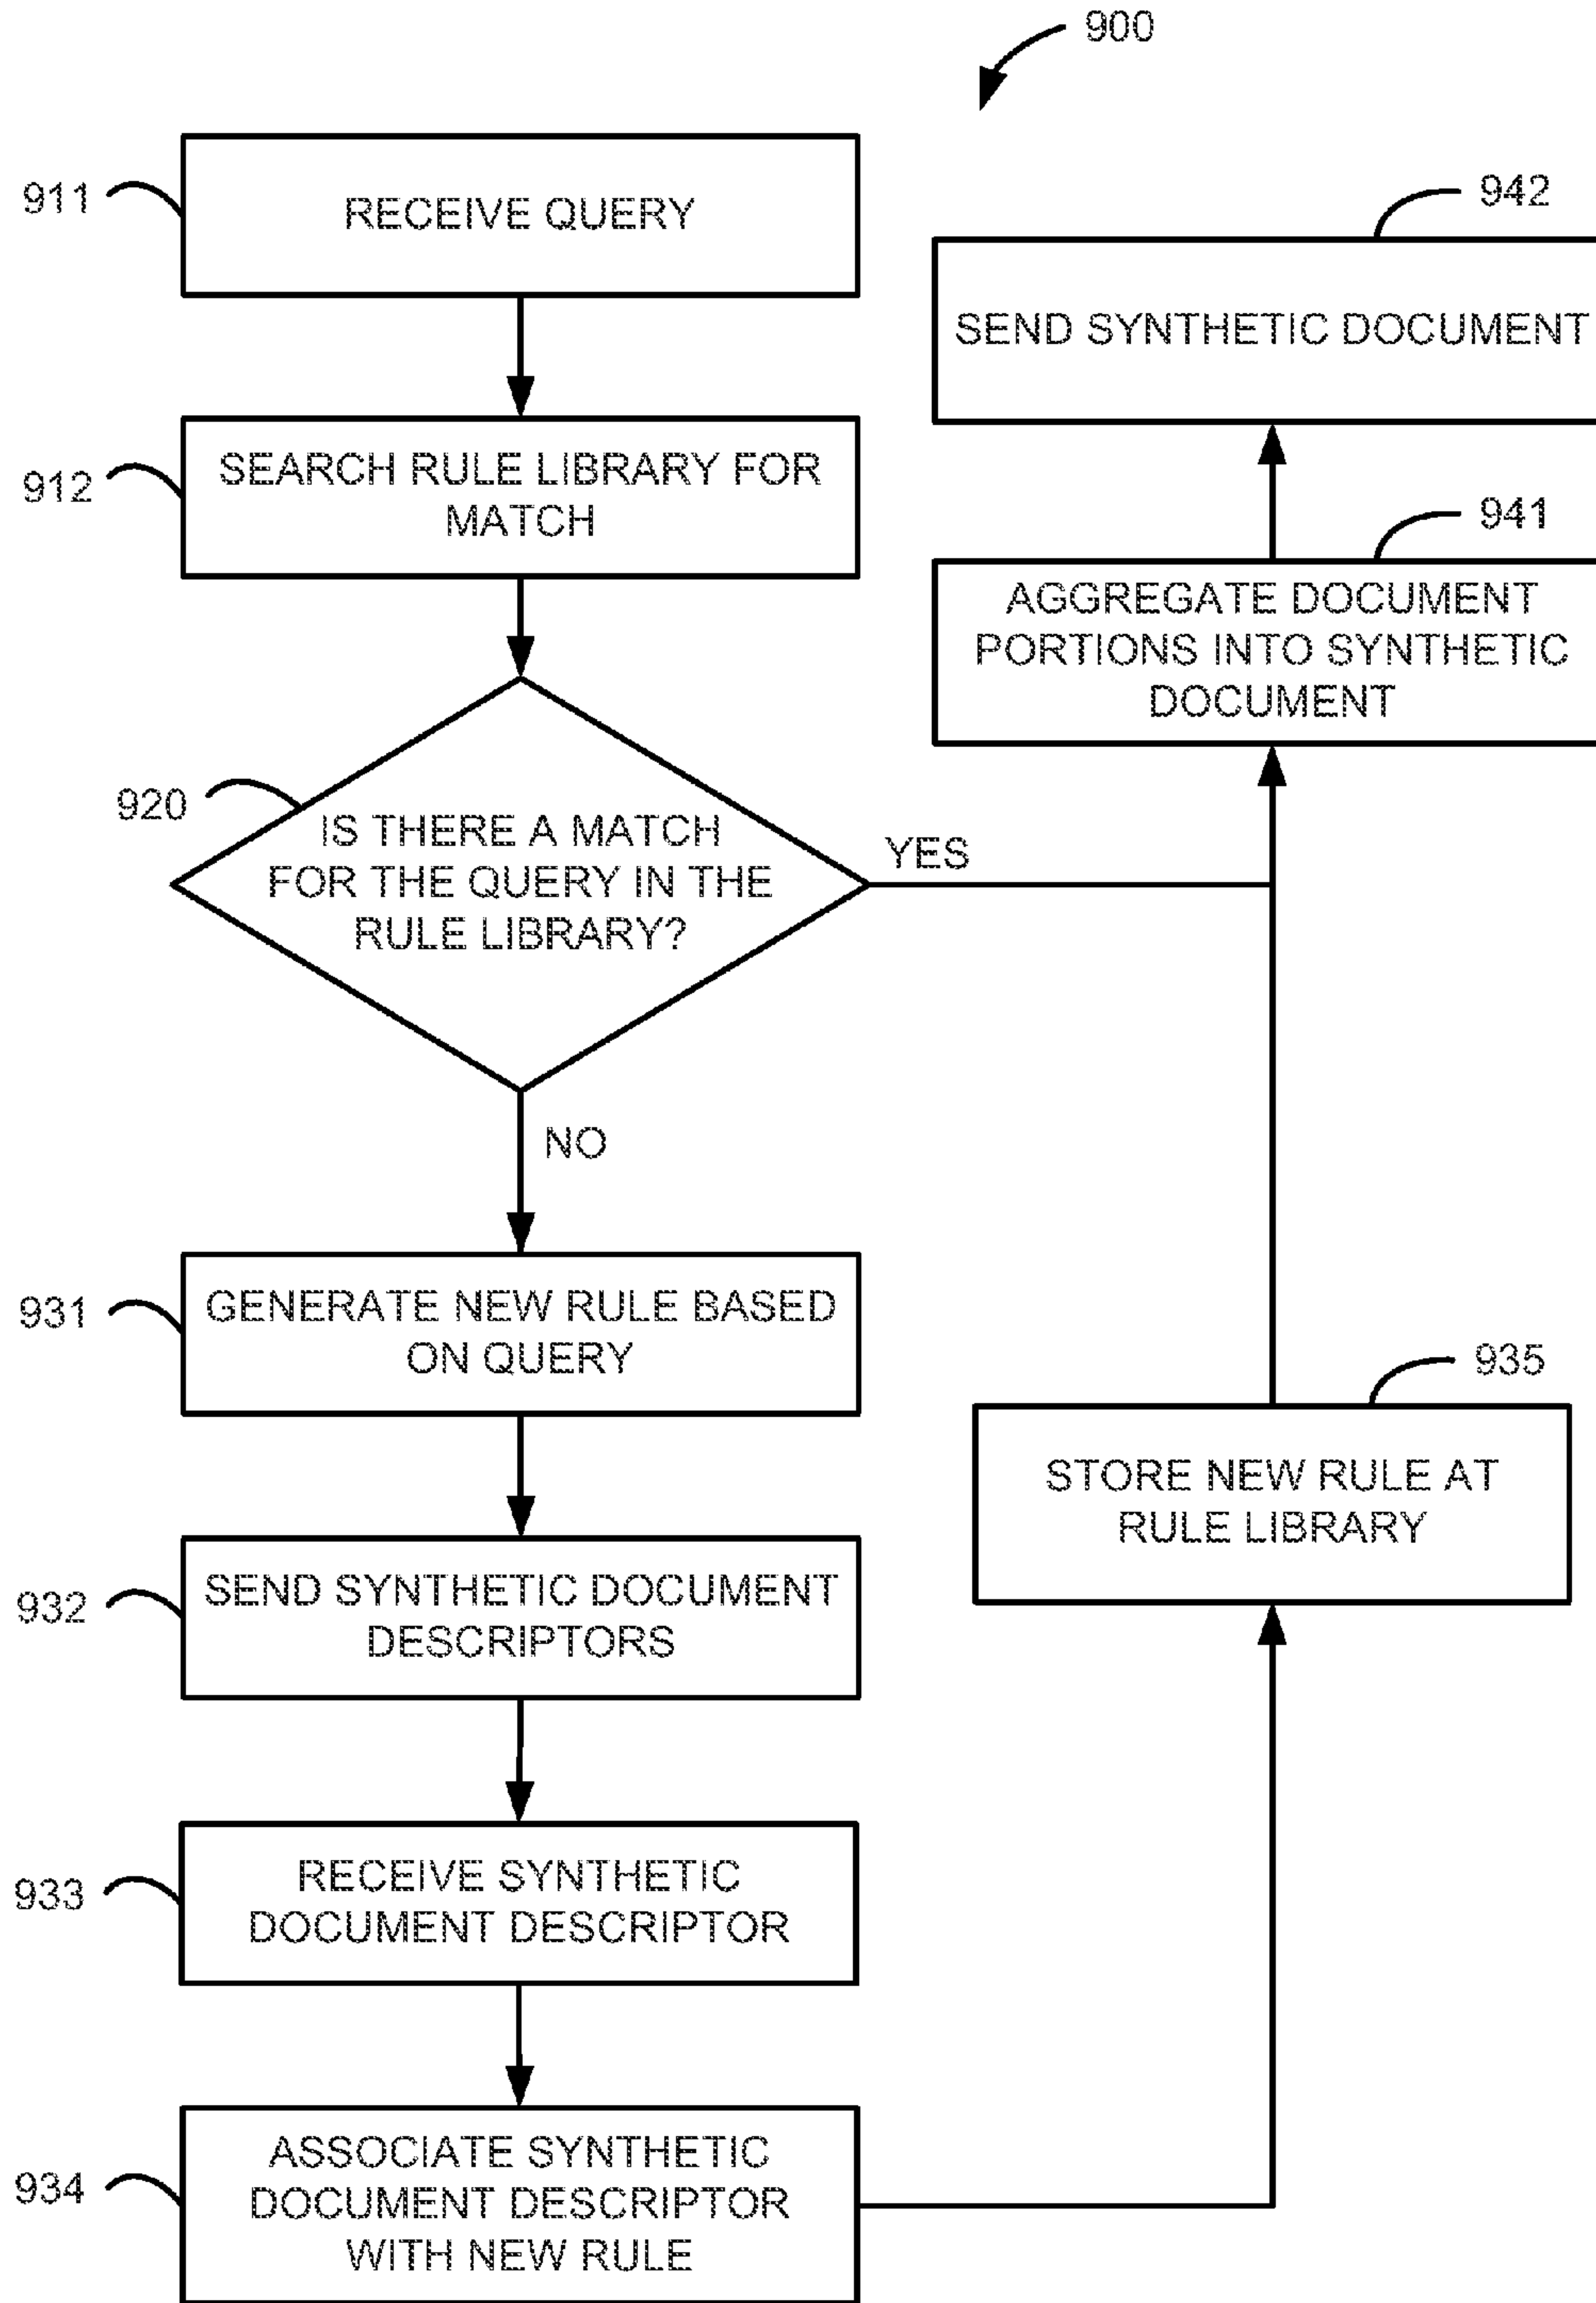 900
911
RECEIVE QUERY
912
SEARCH RULE LIBRARY FOR
MATCH
920
IS THERE A MATCH
FOR THE QUERY IN THE
RULE LIBRARY?
YES
NO
931
GENERATE NEW RULE BASED
ON QUERY
932
SEND SYNTHETIC DOCUMENT
DESCRIPTORS
933
RECEIVE SYNTHETIC
DOCUMENT DESCRIPTOR
934
ASSOCIATE SYNTHETIC
DOCUMENT DESCRIPTOR
WITH NEW RULE
935
STORE NEW RULE AT
RULE LIBRARY
941
AGGREGATE DOCUMENT
PORTIONS INTO SYNTHETIC
DOCUMENT
942
SEND SYNTHETIC DOCUMENT